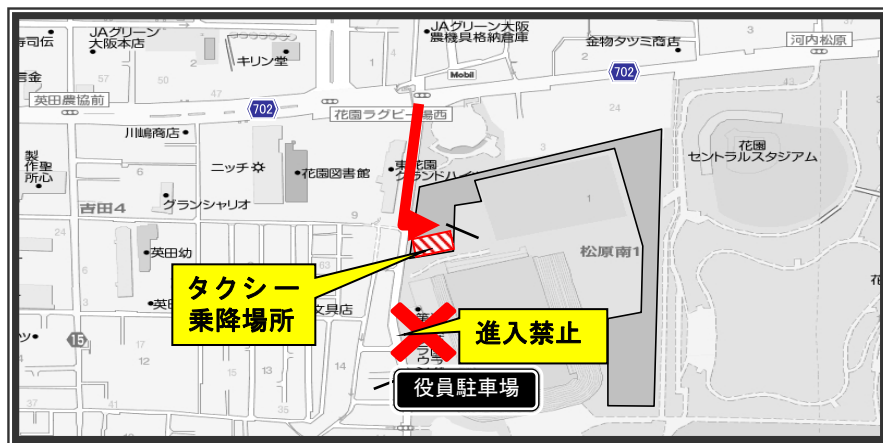 JAグリーン
大阪本店
寿司伝
キリン堂
JAグリーン大阪
農機具格納倉庫
金物タツミ商店
河内松原
信金
英田農協前
702
Mobil
702
花園ラグビー場西
川嶋商店
製作所
聖心
ニッチ
花園図書館
東花園
グランドハイツ
花園
セントラルスタジアム
吉田4
グランシャリオ
松原南1
英田幼
タクシー
乗降場所
文具店
進入禁止
15
役員駐車場